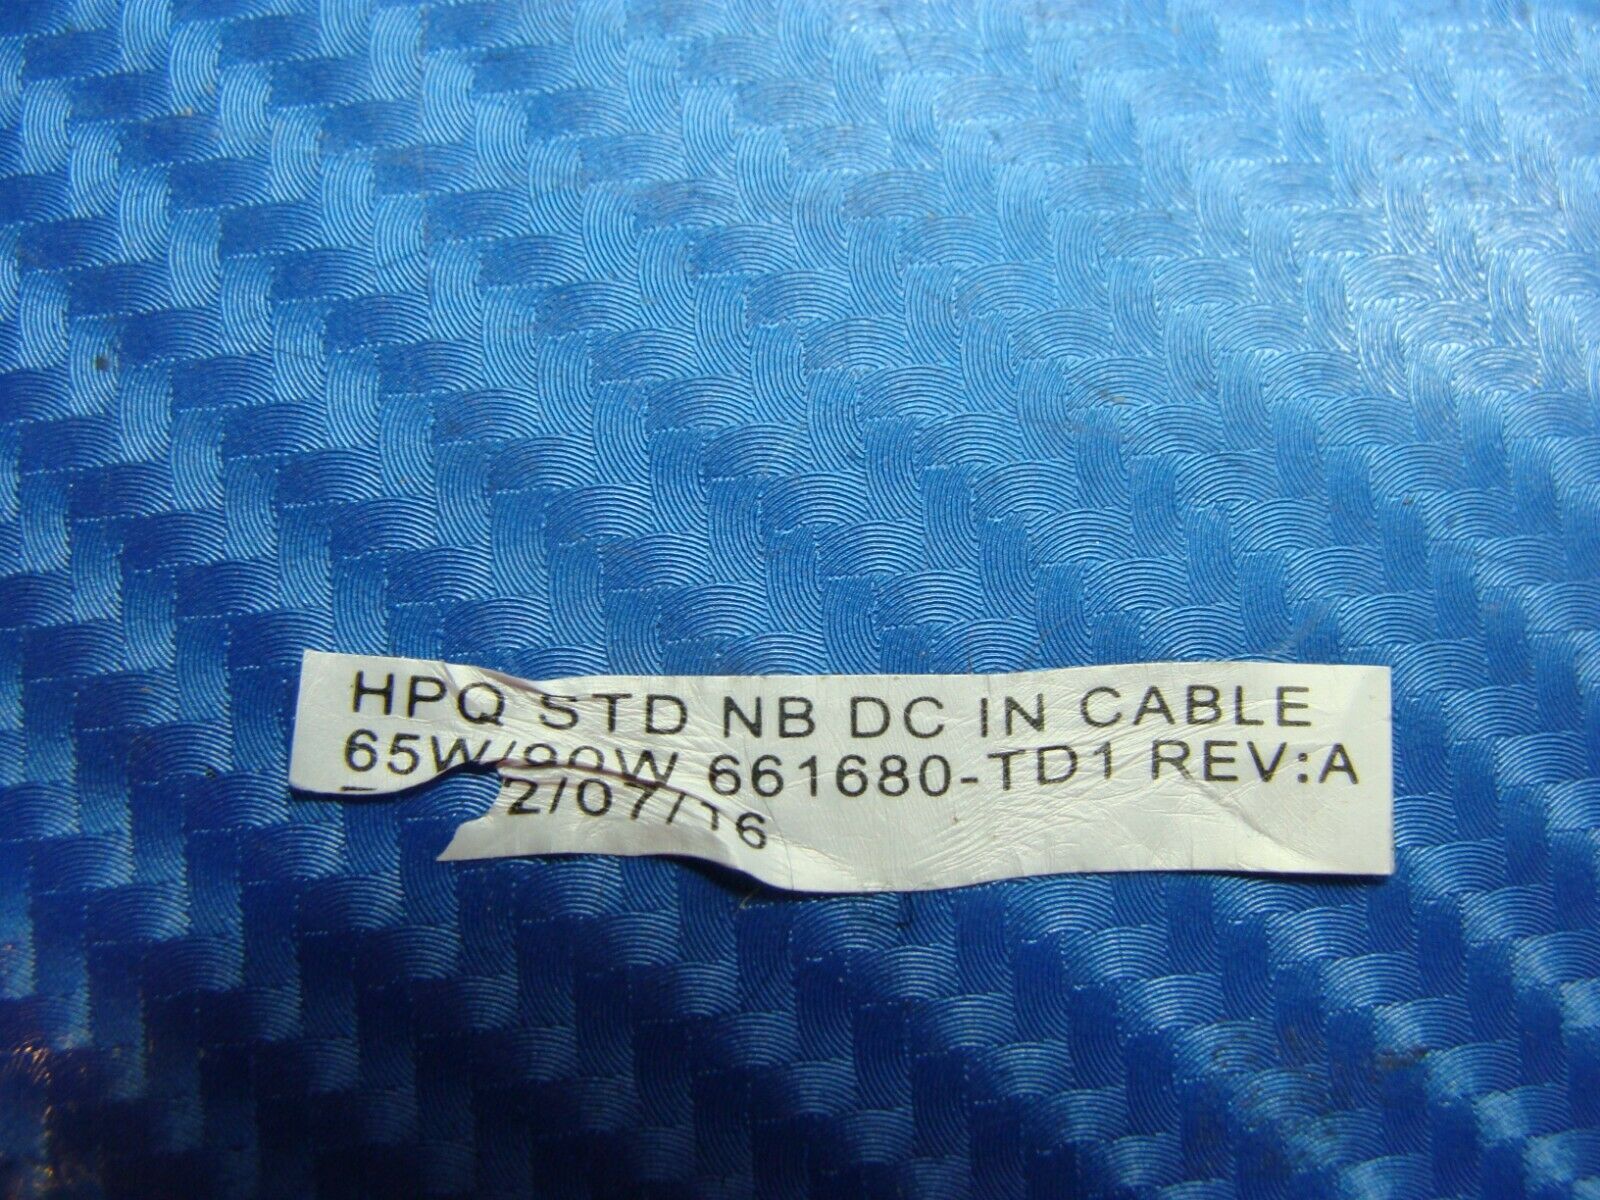 HPQ STD NB DC IN CABLE
65W/90W 661680-TD1 REV:A
2/07/16